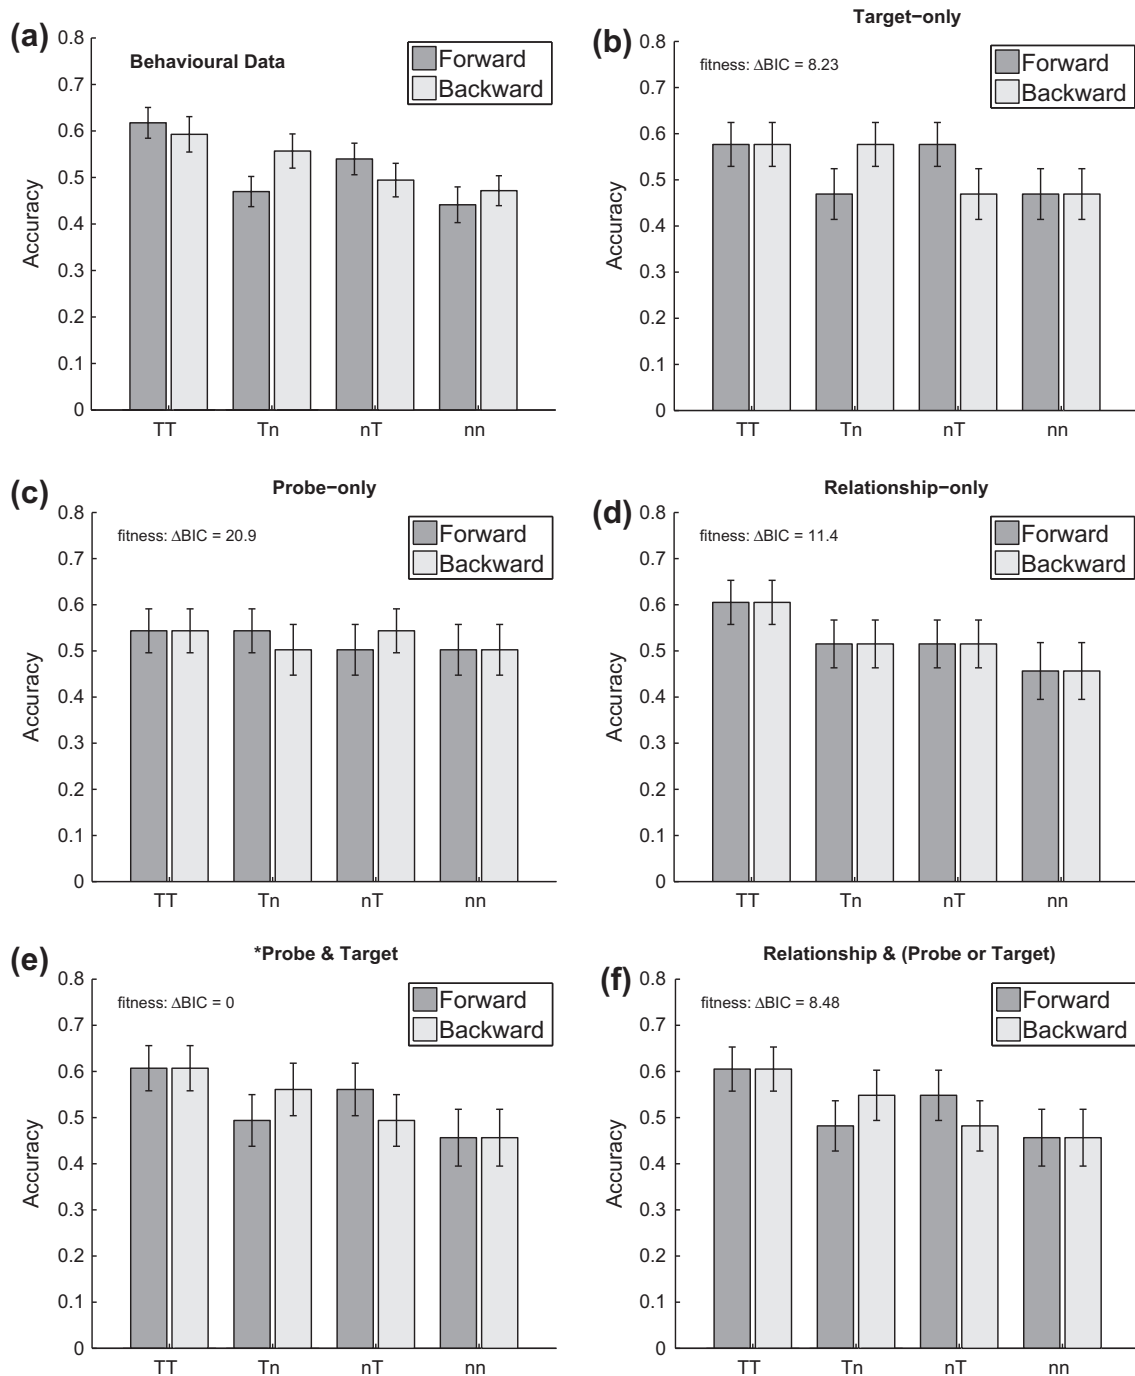 (a)
Behavioural Data
Forward
Backward
Accuracy
0.8
0.7
0.6
0.5
0.4
0.3
0.2
0.1
0
TT Tn nT nn
(b)
Target−only
fitness: ΔBIC = 8.23
Forward
Backward
Accuracy
0.8
0.7
0.6
0.5
0.4
0.3
0.2
0.1
0
TT Tn nT nn
(c)
Probe−only
fitness: ΔBIC = 20.9
Forward
Backward
Accuracy
0.8
0.7
0.6
0.5
0.4
0.3
0.2
0.1
0
TT Tn nT nn
(d)
Relationship−only
fitness: ΔBIC = 11.4
Forward
Backward
Accuracy
0.8
0.7
0.6
0.5
0.4
0.3
0.2
0.1
0
TT Tn nT nn
(e)
*Probe & Target
fitness: ΔBIC = 0
Forward
Backward
Accuracy
0.8
0.7
0.6
0.5
0.4
0.3
0.2
0.1
0
TT Tn nT nn
(f)
Relationship & (Probe or Target)
fitness: ΔBIC = 8.48
Forward
Backward
Accuracy
0.8
0.7
0.6
0.5
0.4
0.3
0.2
0.1
0
TT Tn nT nn